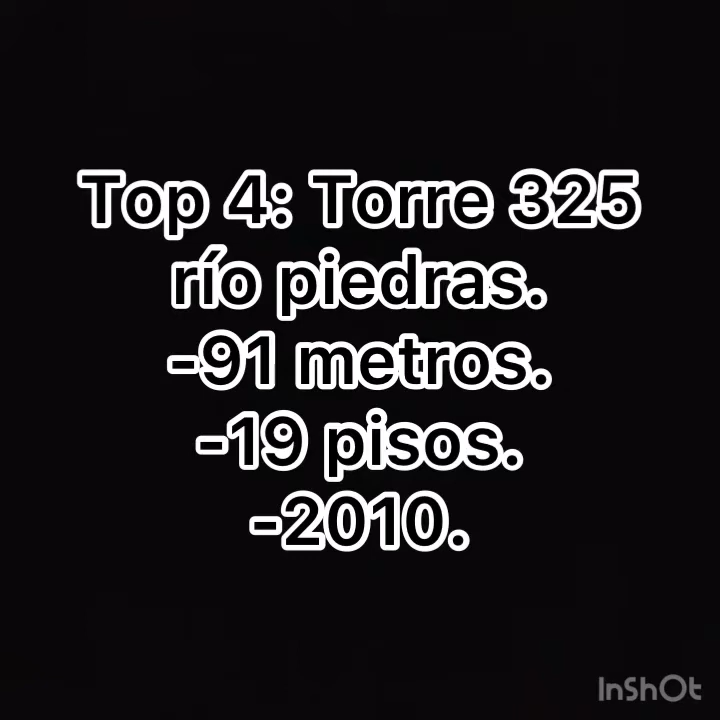 Top 4: Torre 325
río piedras.
-91 metros.
-19 pisos.
-2010.
InShOt